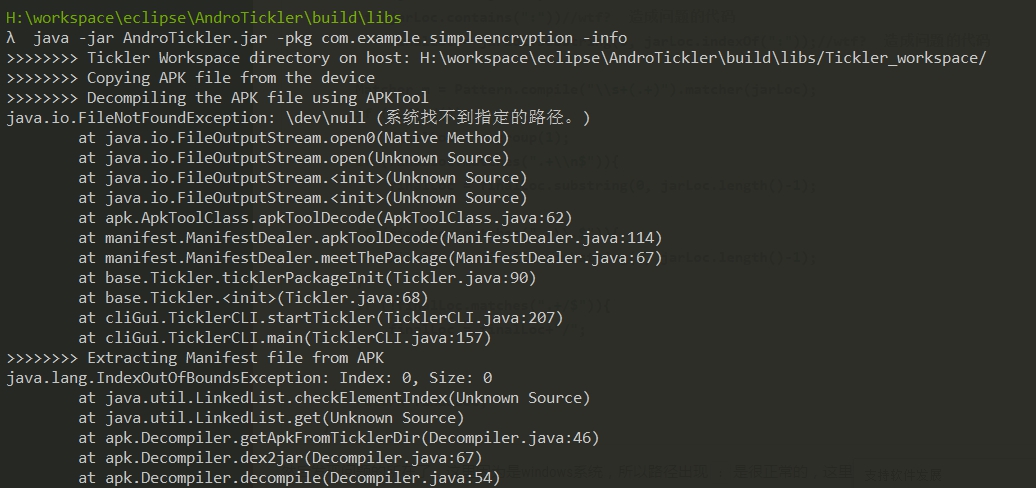 H:\workspace\eclipse\AndroTickler\build\libs
λ  java -jar AndroTickler.jar -pkg com.example.simpleencryption -info
>>>>>>>> Tickler Workspace directory on host: H:\workspace\eclipse\AndroTickler\build\libs/Tickler_workspace/
>>>>>>>> Copying APK file from the device
>>>>>>>> Decompiling the APK file using APKTool
java.io.FileNotFoundException: \dev\null (系统找不到指定的路径。)
        at java.io.FileOutputStream.open0(Native Method)
        at java.io.FileOutputStream.open(Unknown Source)
        at java.io.FileOutputStream.<init>(Unknown Source)
        at java.io.FileOutputStream.<init>(Unknown Source)
        at apk.ApkToolClass.apkToolDecode(ApkToolClass.java:62)
        at manifest.ManifestDealer.apkToolDecode(ManifestDealer.java:114)
        at manifest.ManifestDealer.meetThePackage(ManifestDealer.java:67)
        at base.Tickler.ticklerPackageInit(Tickler.java:90)
        at base.Tickler.<init>(Tickler.java:68)
        at cliGui.TicklerCLI.startTickler(TicklerCLI.java:207)
        at cliGui.TicklerCLI.main(TicklerCLI.java:157)
>>>>>>>> Extracting Manifest file from APK
java.lang.IndexOutOfBoundsException: Index: 0, Size: 0
        at java.util.LinkedList.checkElementIndex(Unknown Source)
        at java.util.LinkedList.get(Unknown Source)
        at apk.Decompiler.getApkFromTicklerDir(Decompiler.java:46)
        at apk.Decompiler.dex2jar(Decompiler.java:67)
        at apk.Decompiler.decompile(Decompiler.java:54)